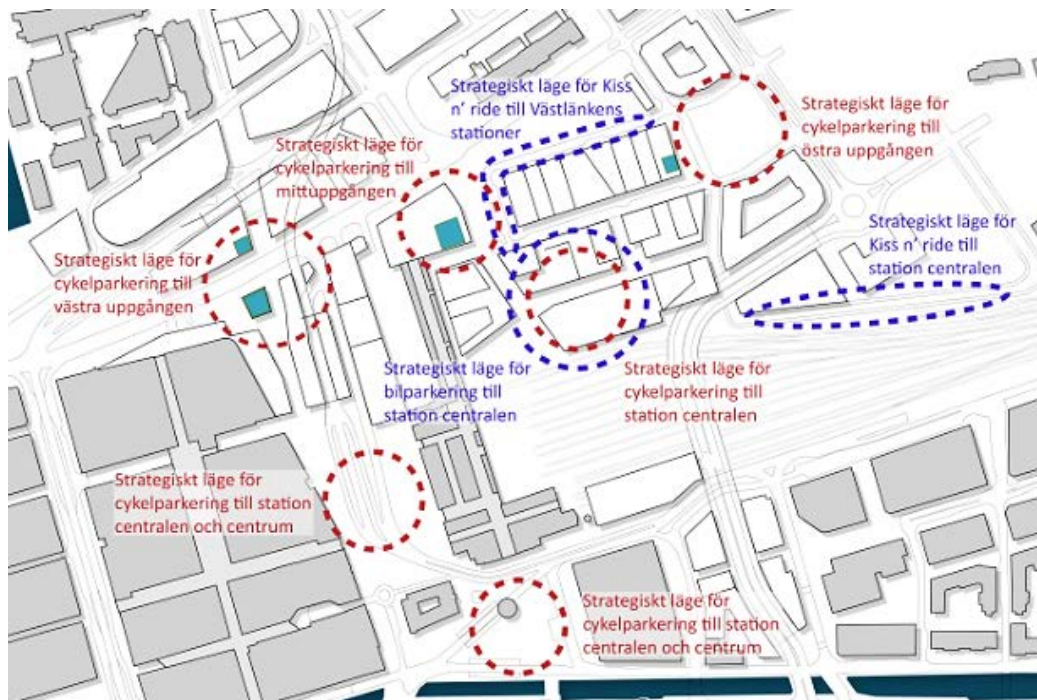 Strategiskt läge för Kiss
n' ride till Västlänkens
stationer
Strategiskt läge för
cykelparkering till
östra uppgången
Strategiskt läge för
cykelparkering till
mittuppgången
Strategiskt läge för
Kiss n' ride till
station centralen
Strategiskt läge för
cykelparkering till
västra uppgången
Strategiskt läge för
bilparkering till
station centralen
Strategiskt läge för
cykelparkering till
station centralen
Strategiskt läge för
cykelparkering till station
centralen och centrum
Strategiskt läge för
cykelparkering till station
centralen och centrum